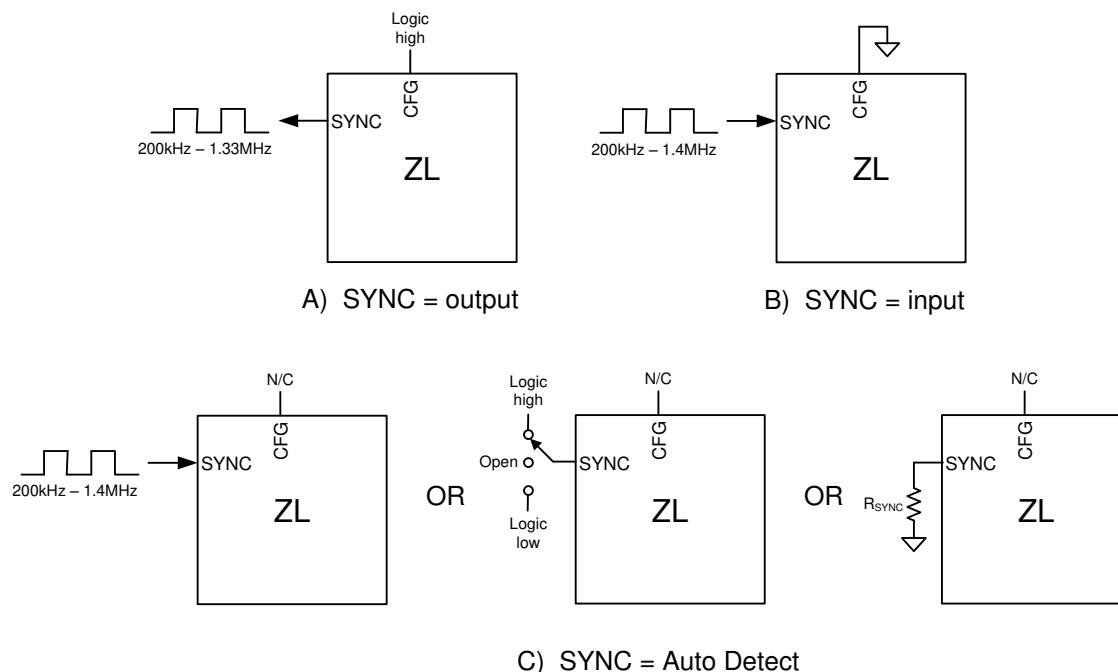 Logic
high
CFG
SYNC
200kHz – 1.33MHz
ZL
A) SYNC = output
CFG
SYNC
200kHz – 1.4MHz
ZL
B) SYNC = input
N/C
CFG
SYNC
200kHz – 1.4MHz
ZL
OR
Logic
high
Open
Logic
low
N/C
CFG
SYNC
ZL
OR
N/C
CFG
SYNC
RSYNC
ZL
C) SYNC = Auto Detect